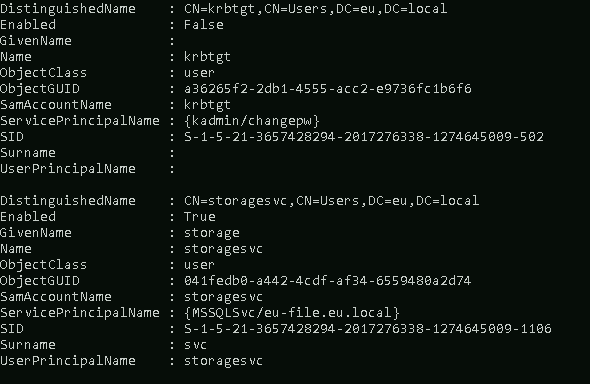 DistinguishedName    : CN=krbtgt,CN=Users,DC=eu,DC=local
Enabled              : False
GivenName            :
Name                 : krbtgt
ObjectClass          : user
ObjectGUID           : a36265f2-2db1-4555-acc2-e9736fc1b6f6
SamAccountName       : krbtgt
ServicePrincipalName : {kadmin/changepw}
SID                  : S-1-5-21-3657428294-2017276338-1274645009-502
Surname              :
UserPrincipalName    :

DistinguishedName    : CN=storagesvc,CN=Users,DC=eu,DC=local
Enabled              : True
GivenName            : storage
Name                 : storagesvc
ObjectClass          : user
ObjectGUID           : 041fedb0-a442-4cdf-af34-6559480a2d74
SamAccountName       : storagesvc
ServicePrincipalName : {MSSQLSvc/eu-file.eu.local}
SID                  : S-1-5-21-3657428294-2017276338-1274645009-1106
Surname              : svc
UserPrincipalName    : storagesvc